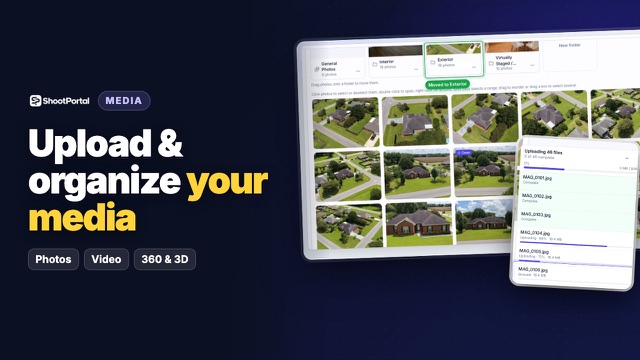 ShootPortal
MEDIA
Upload &
organize your
media
Photos
Video
360 & 3D
General
Photos
Interior
Exterior
Virtually
Staged /...
New folder
Moved to Exterior
Uploading 46 files
MAG_0101.jpg
Complete
MAG_0102.jpg
Complete
MAG_0103.jpg
Complete
MAG_0104.jpg
MAG_0105.jpg
MAG_0106.jpg